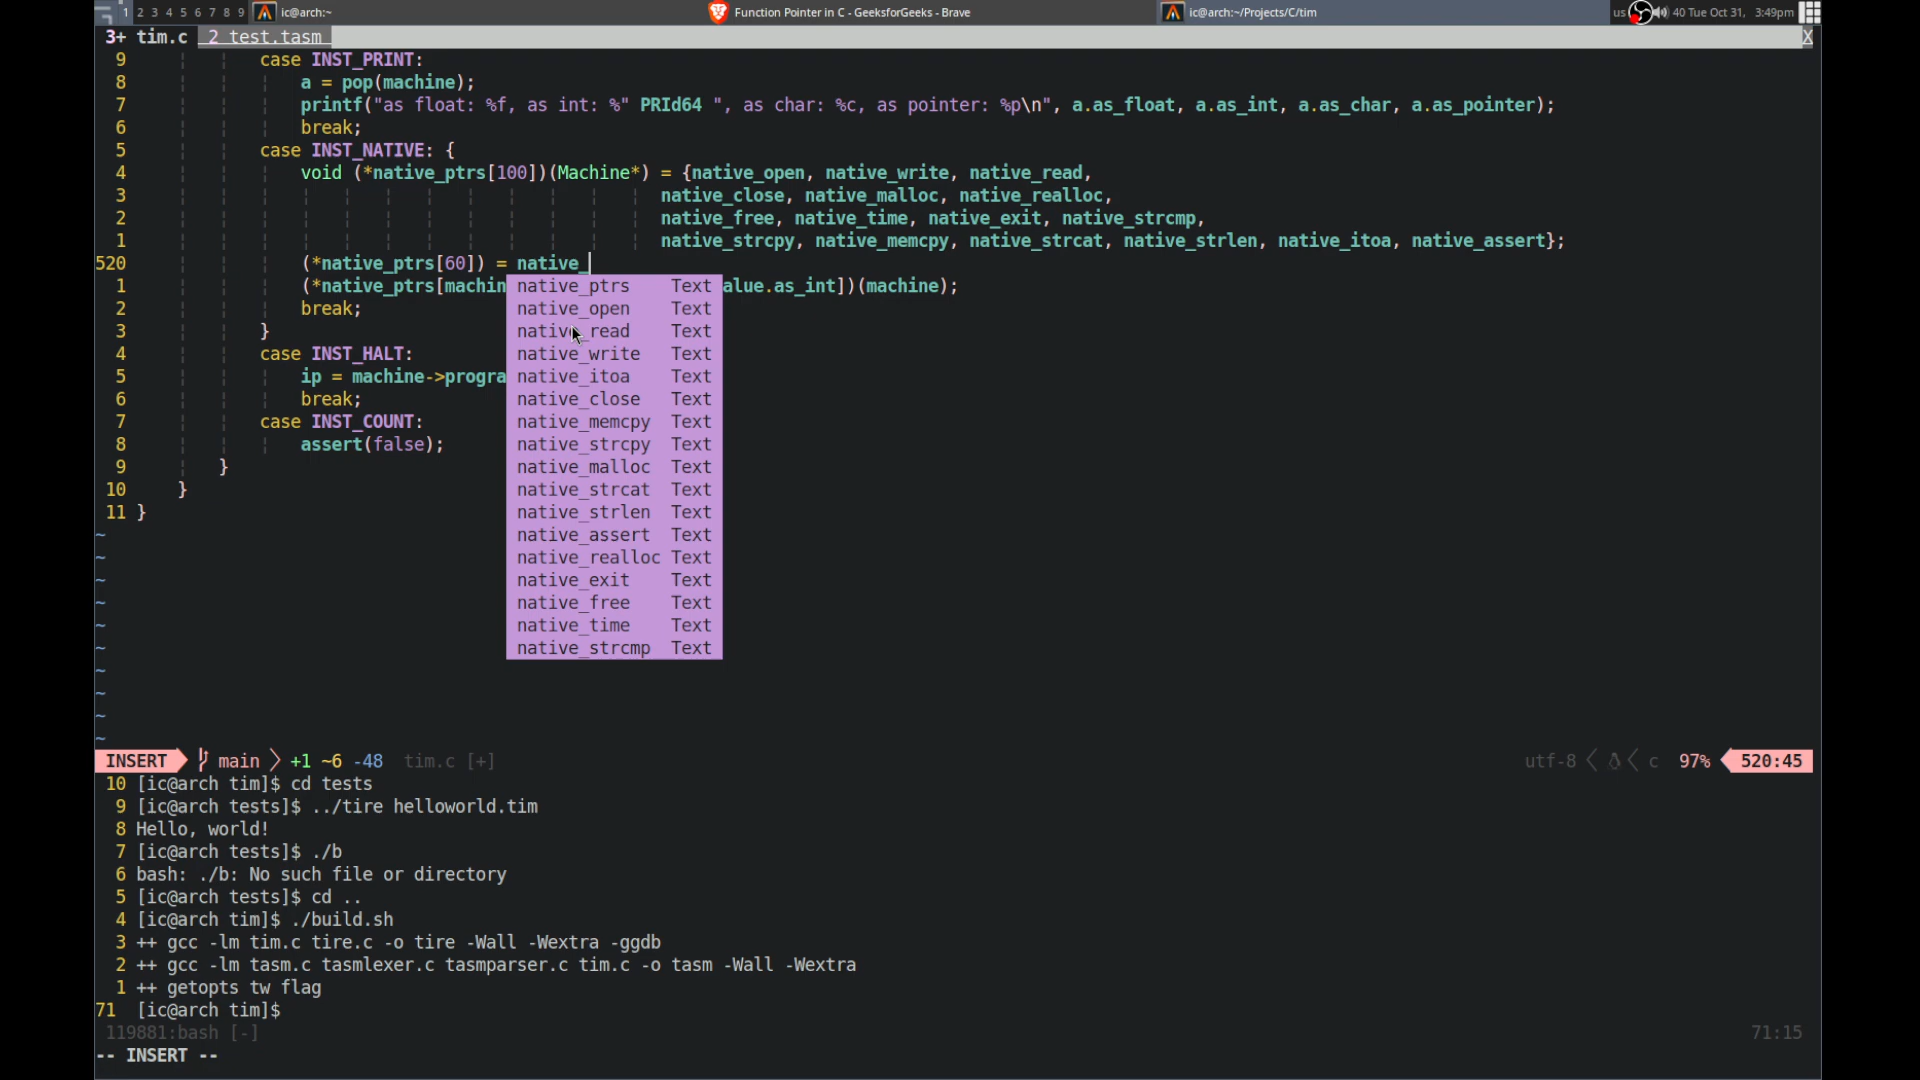 1 2 3 4 5 6 7 8 9 ic@arch:~ Function Pointer in C - GeeksforGeeks - Brave ic@arch:~/Projects/C/tim us 40 Tue Oct 31, 3:49pm
3+ tim.c 2 test.tasm X
9 case INST_PRINT:
8 a = pop(machine);
7 printf("as float: %f, as int: %" PRId64 ", as char: %c, as pointer: %p\n", a.as_float, a.as_int, a.as_char, a.as_pointer);
6 break;
5 case INST_NATIVE: {
4 void (*native_ptrs[100])(Machine*) = {native_open, native_write, native_read,
3 native_close, native_malloc, native_realloc,
2 native_free, native_time, native_exit, native_strcmp,
1 native_strcpy, native_memcpy, native_strcat, native_strlen, native_itoa, native_assert};
520 (*native_ptrs[60]) = native_
1 (*native_ptrs[machin native_ptrs Text alue.as_int])(machine);
2 break; native_open Text
3 } native_read Text
4 case INST_HALT: native_write Text
5 ip = machine->progra native_itoa Text
6 break; native_close Text
7 case INST_COUNT: native_memcpy Text
8 assert(false); native_strcpy Text
9 } native_malloc Text
10 } native_strcat Text
11 } native_strlen Text
~ native_assert Text
~ native_realloc Text
~ native_exit Text
~ native_free Text
~ native_time Text
~ native_strcmp Text
~
~
~
~
INSERT main +1 ~6 -48 tim.c [+] utf-8 c 97% 520:45
10 [ic@arch tim]$ cd tests
9 [ic@arch tests]$ ../tire helloworld.tim
8 Hello, world!
7 [ic@arch tests]$ ./b
6 bash: ./b: No such file or directory
5 [ic@arch tests]$ cd ..
4 [ic@arch tim]$ ./build.sh
3 ++ gcc -lm tim.c tire.c -o tire -Wall -Wextra -ggdb
2 ++ gcc -lm tasm.c tasmlexer.c tasmparser.c tim.c -o tasm -Wall -Wextra
1 ++ getopts tw flag
71 [ic@arch tim]$
119881:bash [-] 71:15
-- INSERT --